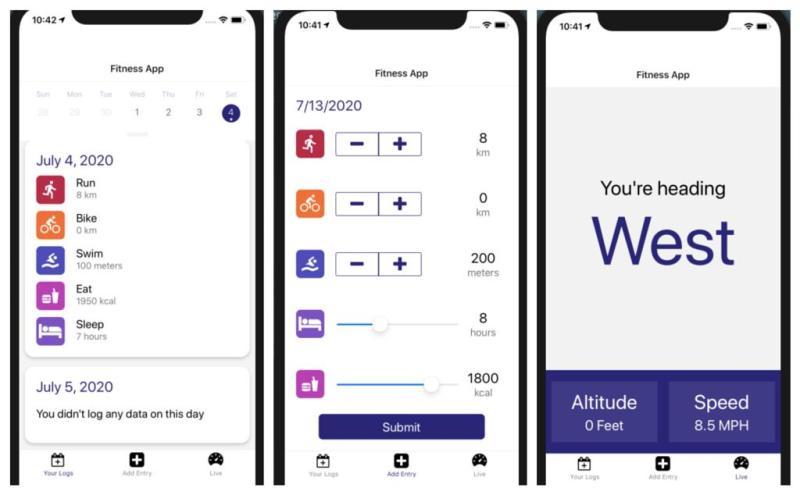 10:42
Fitness App
Sun Mon Tue Wed Thu Fri Sat
28 29 30 1 2 3 4
July 4, 2020
Run
8 km
Bike
0 km
Swim
100 meters
Eat
1950 kcal
Sleep
7 hours
July 5, 2020
You didn't log any data on this day
Your Logs Add Entry Live
10:41
Fitness App
7/13/2020
8
km
0
km
200
meters
8
hours
1800
kcal
Submit
Your Logs Add Entry Live
10:41
Fitness App
You're heading
West
Altitude
0 Feet
Speed
8.5 MPH
Your Logs Add Entry Live